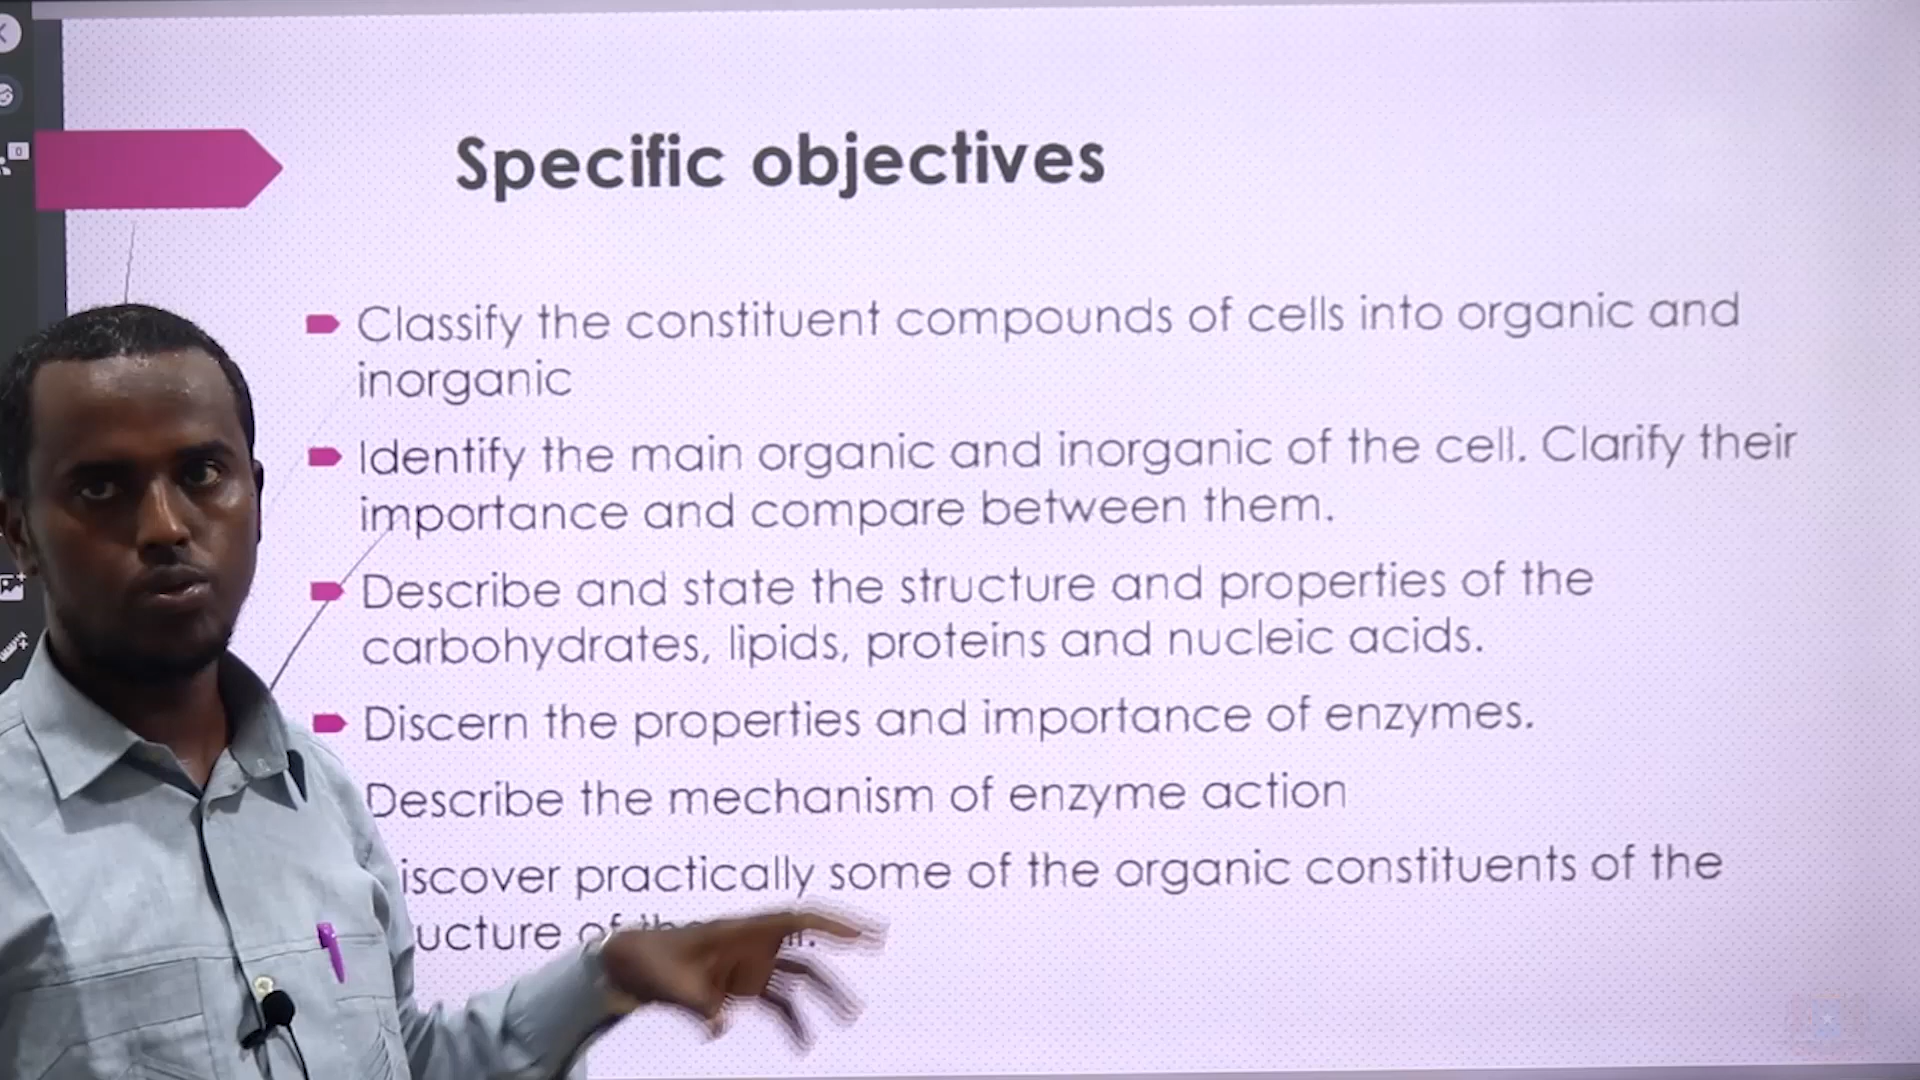 Specific objectives
Classify the constituent compounds of cells into organic and
inorganic
Identify the main organic and inorganic of the cell. Clarify their
importance and compare between them.
Describe and state the structure and properties of the
carbohydrates, lipids, proteins and nucleic acids.
Discern the properties and importance of enzymes.
Describe the mechanism of enzyme action
iscover practically some of the organic constituents of the
ucture of the
0